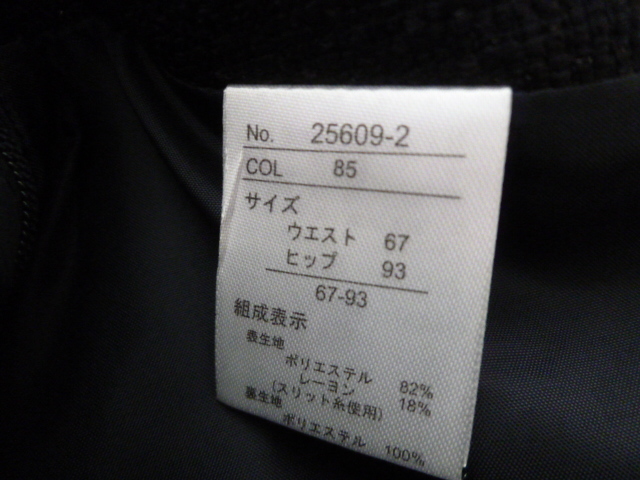 No. 25609-2
COL 85
サイズ
ウエスト 67
ヒップ 93
67-93
組成表示
表生地
ポリエステル 82%
レーヨン 18%
(スリット糸使用)
裏生地
ポリエステル 100%